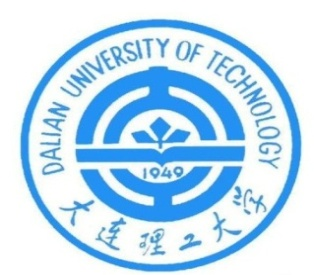 DALIAN UNIVERSITY OF TECHNOLOGY
1949
大连理工大学